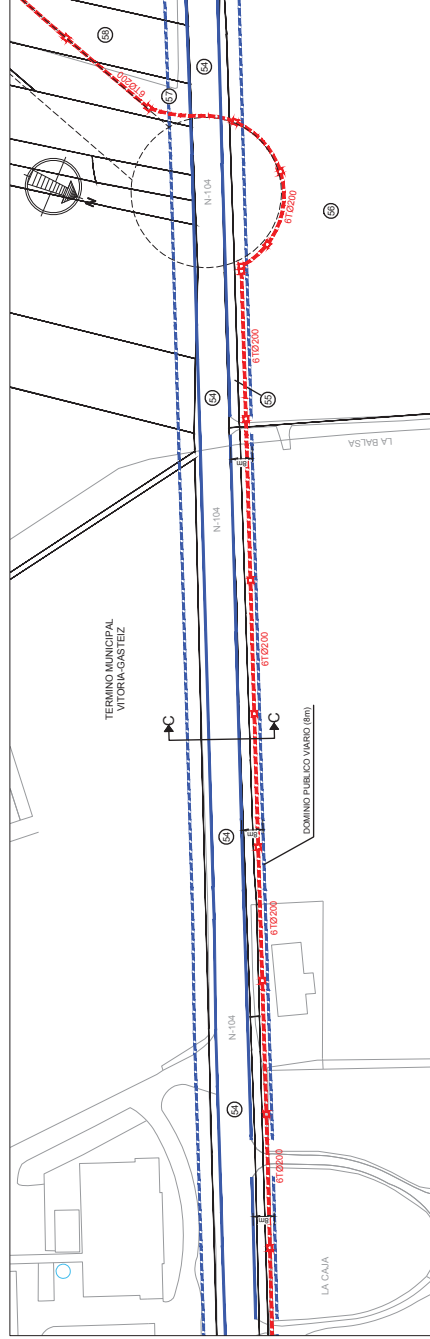 58
6TØ200
57
54
N-104
56
6TØ200
6TØ200
54
55
8m
LA BALSA
N-104
6TØ200
TERMINO MUNICIPAL
VITORIA-GASTEIZ
C
C
DOMINIO PUBLICO VIARIO (8m)
54
8m
6TØ200
N-104
54
6TØ200
8m
LA CAJA